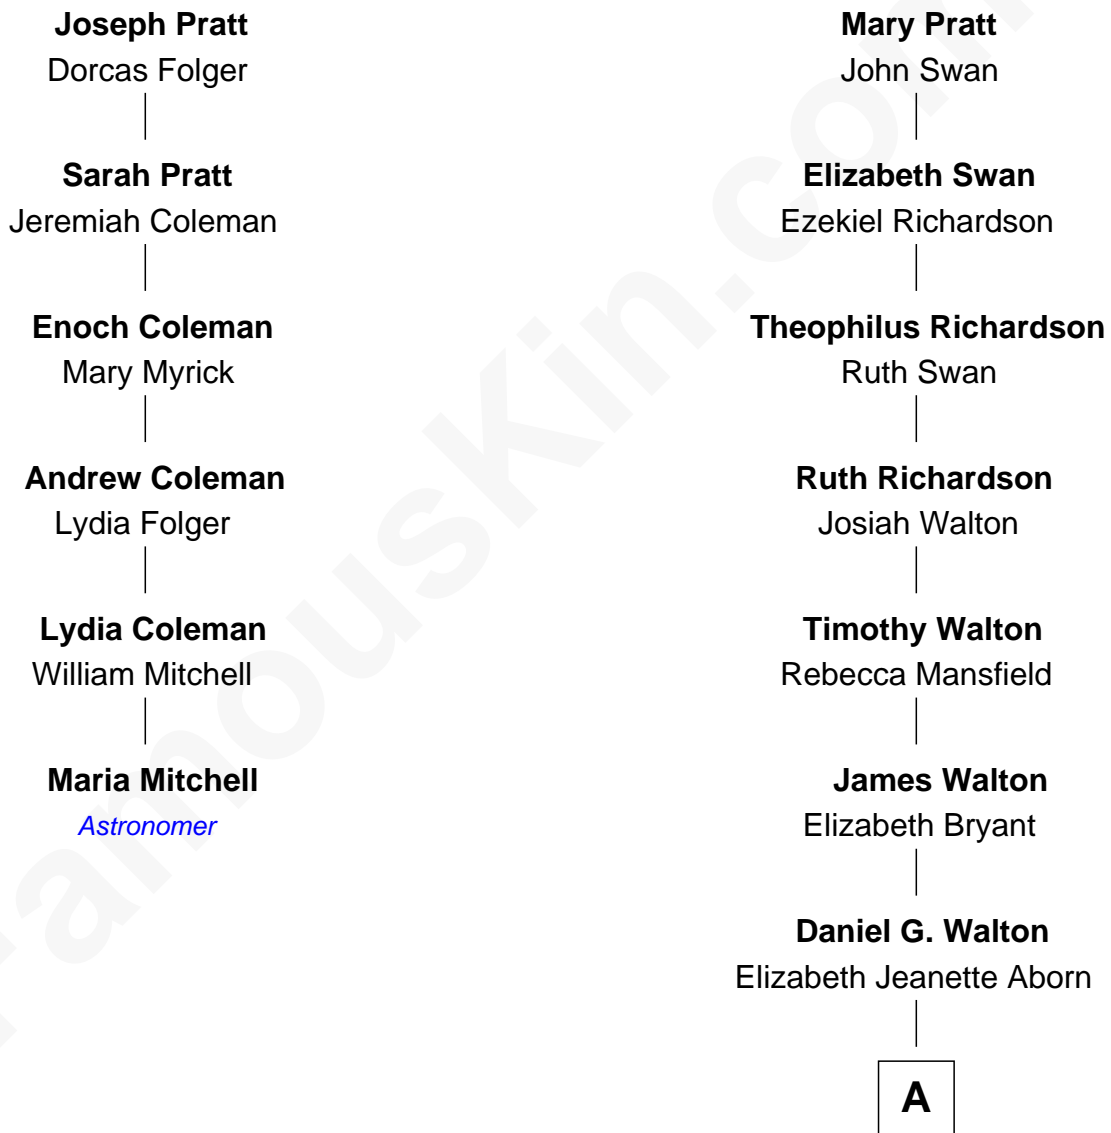 Joseph Pratt
Dorcas Folger
Sarah Pratt
Jeremiah Coleman
Enoch Coleman
Mary Myrick
Andrew Coleman
Lydia Folger
Lydia Coleman
William Mitchell
Maria Mitchell
Astronomer
Mary Pratt
John Swan
Elizabeth Swan
Ezekiel Richardson
Theophilus Richardson
Ruth Swan
Ruth Richardson
Josiah Walton
Timothy Walton
Rebecca Mansfield
James Walton
Elizabeth Bryant
Daniel G. Walton
Elizabeth Jeanette Aborn
A
FamousKin.com